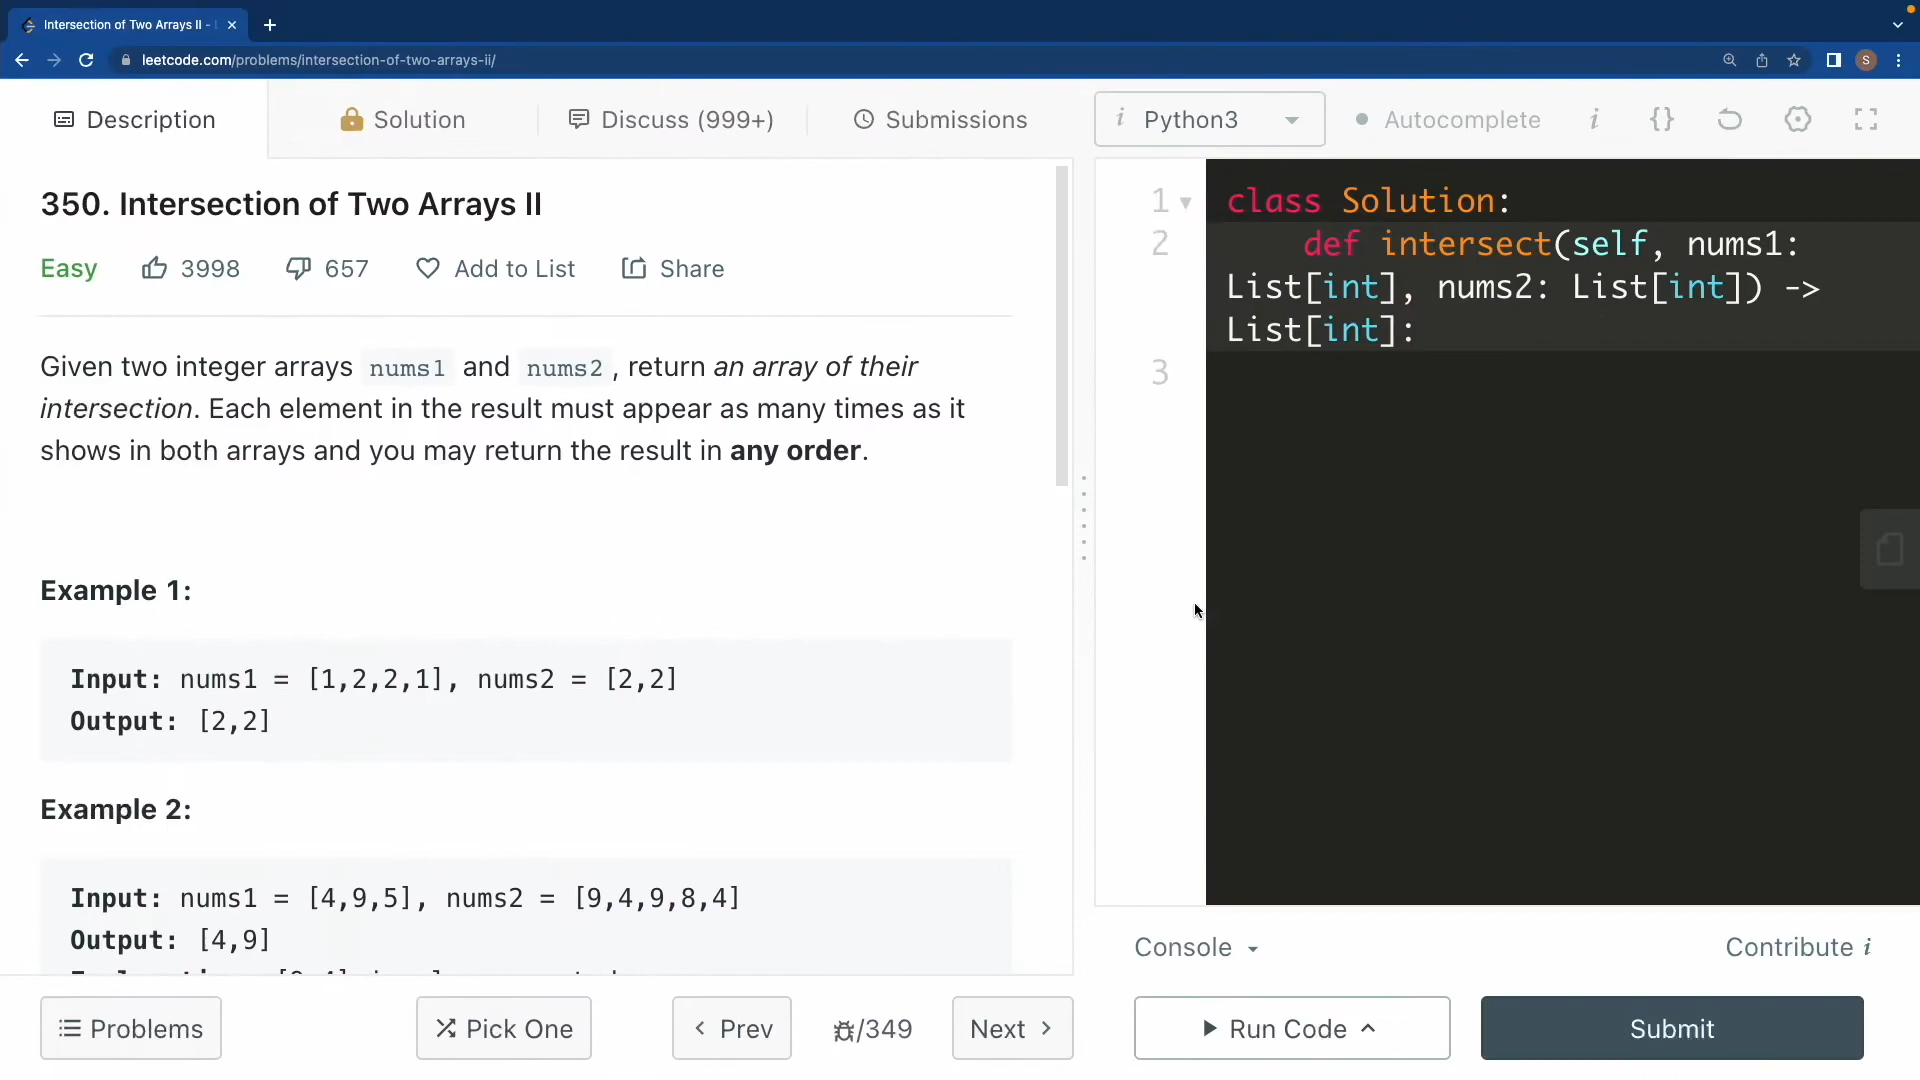 Intersection of Two Arrays II -
leetcode.com/problems/intersection-of-two-arrays-ii/
S
Description
Solution
Discuss (999+)
Submissions
i Python3
Autocomplete
i
{}
350. Intersection of Two Arrays II
Easy
3998
657
Add to List
Share
Given two integer arrays nums1 and nums2, return an array of their
intersection. Each element in the result must appear as many times as it
shows in both arrays and you may return the result in any order.
Example 1:
Input: nums1 = [1,2,2,1], nums2 = [2,2]
Output: [2,2]
Example 2:
Input: nums1 = [4,9,5], nums2 = [9,4,9,8,4]
Output: [4,9]
1
class Solution:
2
def intersect(self, nums1:
List[int], nums2: List[int]) ->
List[int]:
3
Console
Contribute i
Problems
Pick One
Prev
/349
Next
Run Code
Submit